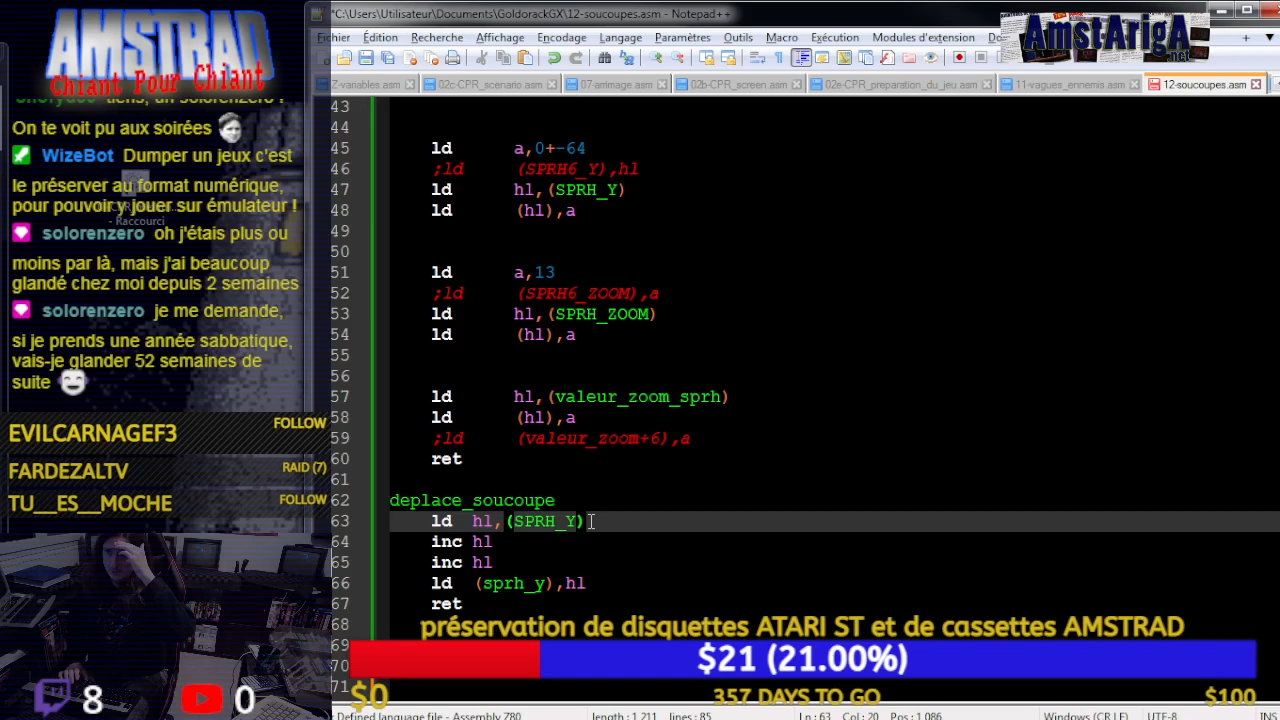 *C:\Users\Utilisateur\Documents\GoldorackGX\12-soucoupes.asm - Notepad++
AMSTRAD
Chiant Pour Chiant
AmstAriga
.net
Fichier Édition Recherche Affichage Encodage Langage Paramètres Outils Macro Exécution Modules d'extension
Z-variables.asm 02c-CPR_scenario.asm 07-arrimage.asm 02b-CPR_screen.asm 02e-CPR_preparation_du_jeu.asm 11-vagues_ennemis.asm 12-soucoupes.asm
tiens, un solorenzero !
On te voit pu aux soirées
WizeBot Dumper un jeux c'est
le préserver au format numérique,
pour pouvoir y jouer sur émulateur !
- Raccourci
solorenzero oh j'étais plus ou
moins par là, mais j'ai beaucoup
glandé chez moi depuis 2 semaines
solorenzero je me demande,
si je prends une année sabbatique,
vais-je glander 52 semaines de
suite
EVILCARNAGEF3 FOLLOW
FARDEZALTV RAID (7)
TU__ES__MOCHE FOLLOW
8 0
43
44
45 ld a,0+-64
46 ;ld (SPRH6_Y),hl
47 ld hl,(SPRH_Y)
48 ld (hl),a
49
50
51 ld a,13
52 ;ld (SPRH6_ZOOM),a
53 ld hl,(SPRH_ZOOM)
54 ld (hl),a
55
56
57 ld hl,(valeur_zoom_sprh)
58 ld (hl),a
59 ;ld (valeur_zoom+6),a
60 ret
61
62 deplace_soucoupe
63 ld hl,(SPRH_Y)
64 inc hl
65 inc hl
66 ld (sprh_y),hl
67 ret
68
69
70
71
préservation de disquettes ATARI ST et de cassettes AMSTRAD
$21 (21.00%)
$0 357 DAYS TO GO $100
Defined language file - Assembly Z80 length : 1,211 lines : 85 Ln : 63 Col : 20 Pos : 1,086 Windows (CR LF) UTF-8 INS